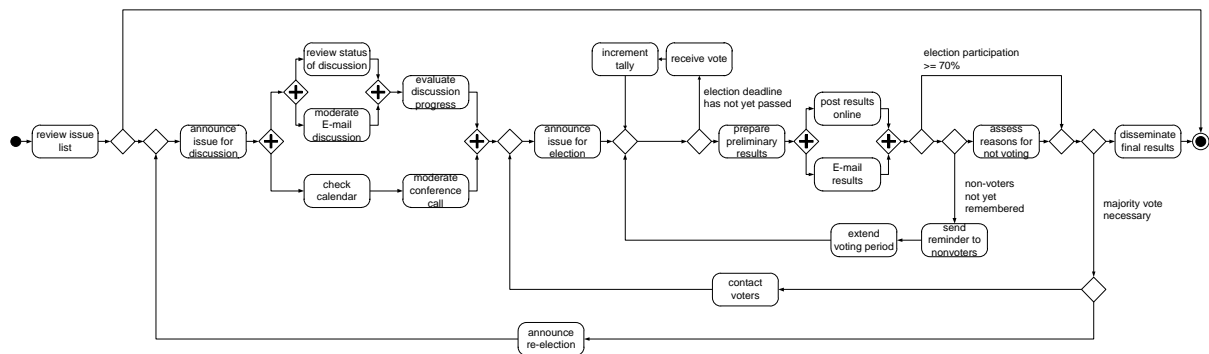 review issue
list
announce
issue for
discussion
review status
of discussion
moderate
E-mail
discussion
evaluate
discussion
progress
check
calendar
moderate
conference
call
announce
issue for
election
increment
tally
receive vote
election deadline
has not yet passed
prepare
preliminary
results
post results
online
E-mail
results
election participation
>= 70%
assess
reasons for
not voting
non-voters
not yet
remembered
send
reminder to
nonvoters
extend
voting period
disseminate
final results
majority vote
necessary
contact
voters
announce
re-election